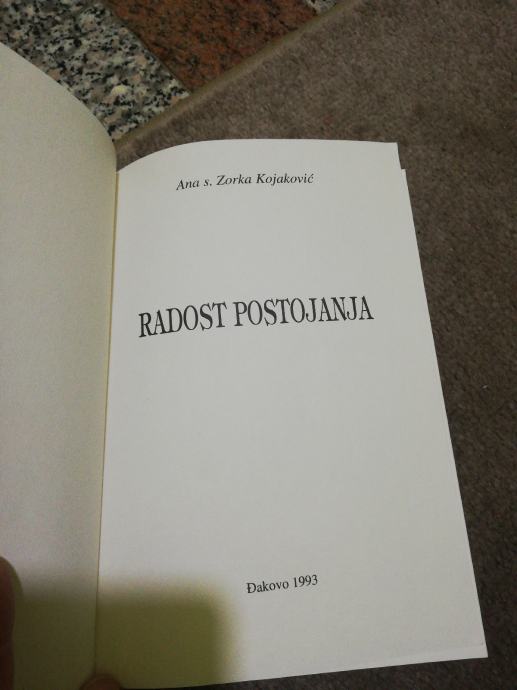 Ana s. Zorka Kojaković
RADOST POSTOJANJA
Đakovo 1993